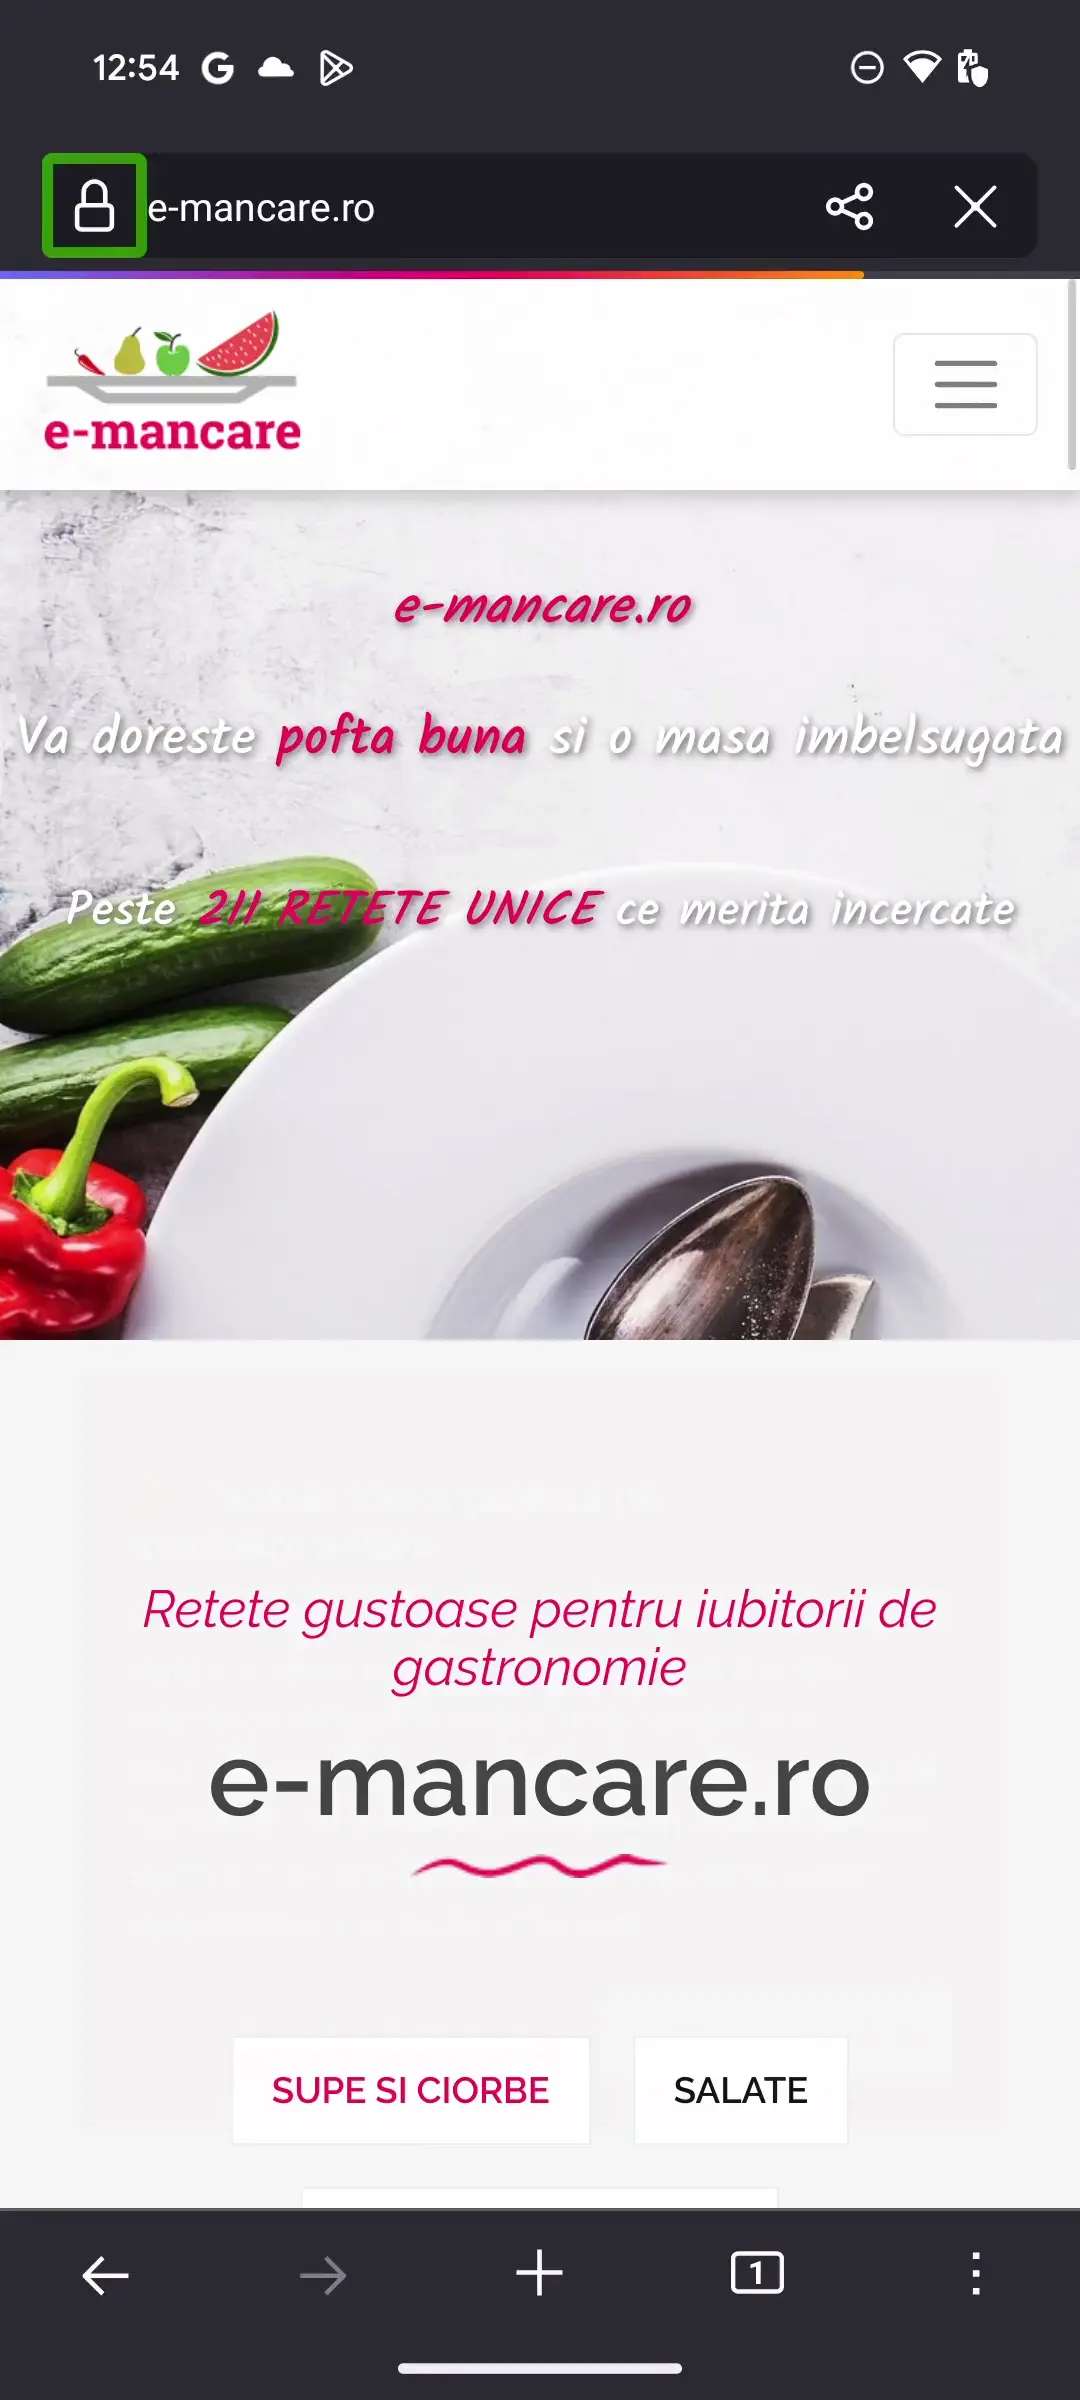 12:54
e-mancare.ro
e-mancare
e-mancare.ro
Va doreste pofta buna si o masa imbelsugata
Peste 211 RETETE UNICE ce merita incercate
Retete gustoase pentru iubitorii de
gastronomie
e-mancare.ro
SUPE SI CIORBE
SALATE
1